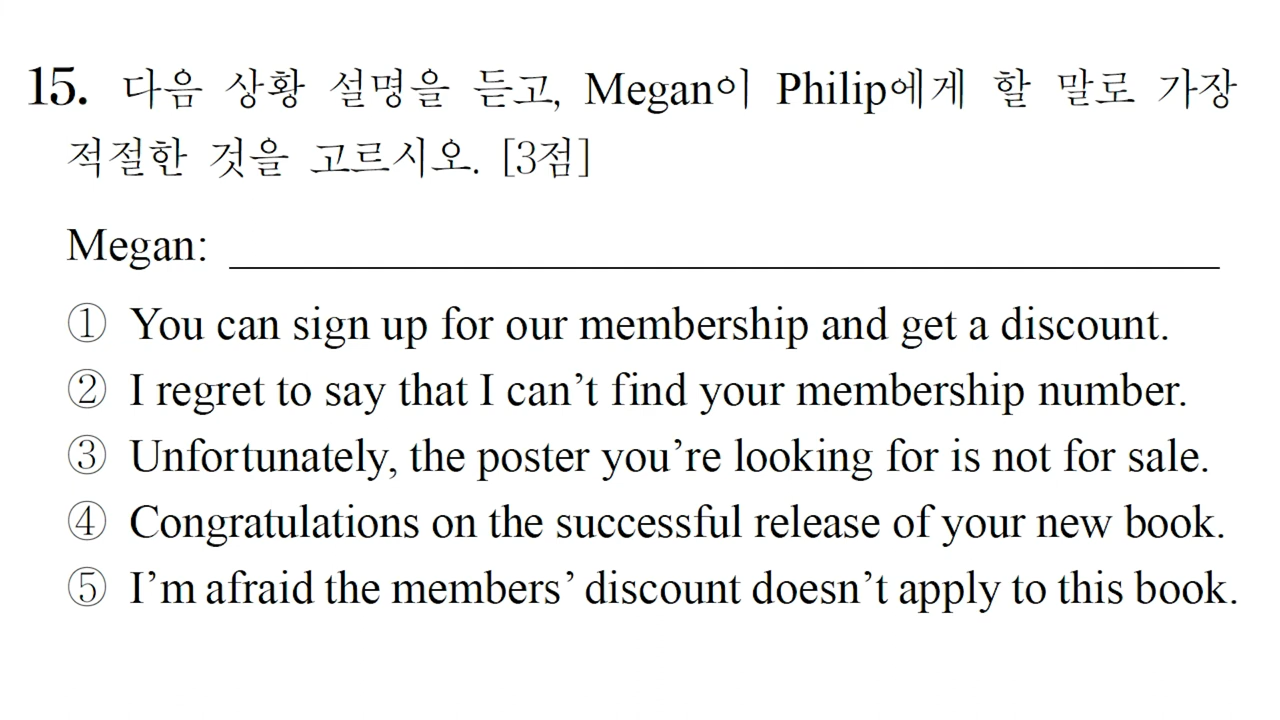 15. 다음 상황 설명을 듣고, Megan이 Philip에게 할 말로 가장
적절한 것을 고르시오. [3점]
Megan:
① You can sign up for our membership and get a discount.
② I regret to say that I can’t find your membership number.
③ Unfortunately, the poster you’re looking for is not for sale.
④ Congratulations on the successful release of your new book.
⑤ I’m afraid the members’ discount doesn’t apply to this book.